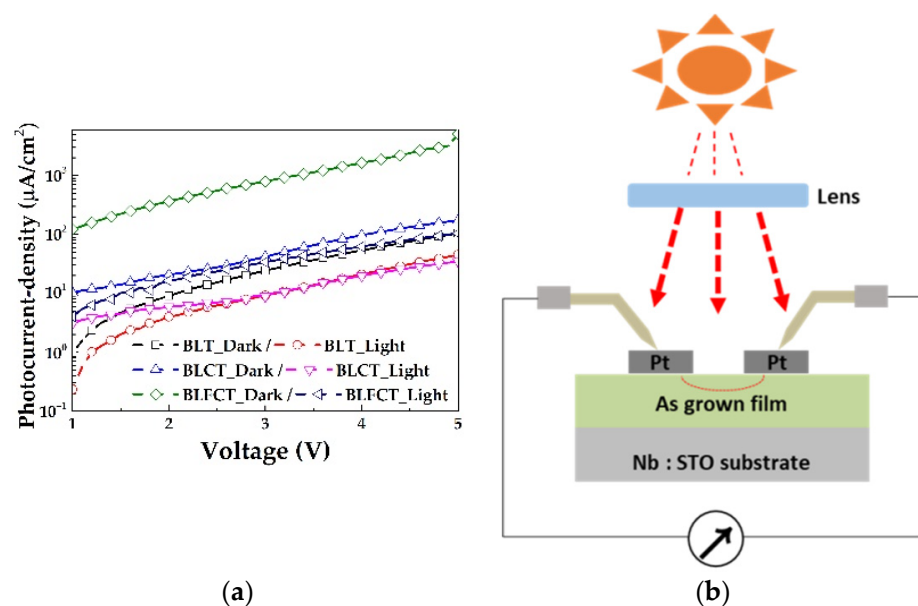 Photocurrent-density (μA/cm²)
10³
10²
10¹
10⁰
10⁻¹
BLT_Dark / BLT_Light
BLCT_Dark / BLCT_Light
BLFCT_Dark / BLFCT_Light
1 2 3 4 5
Voltage (V)
(a)
Lens
Pt Pt
As grown film
Nb : STO substrate
(b)